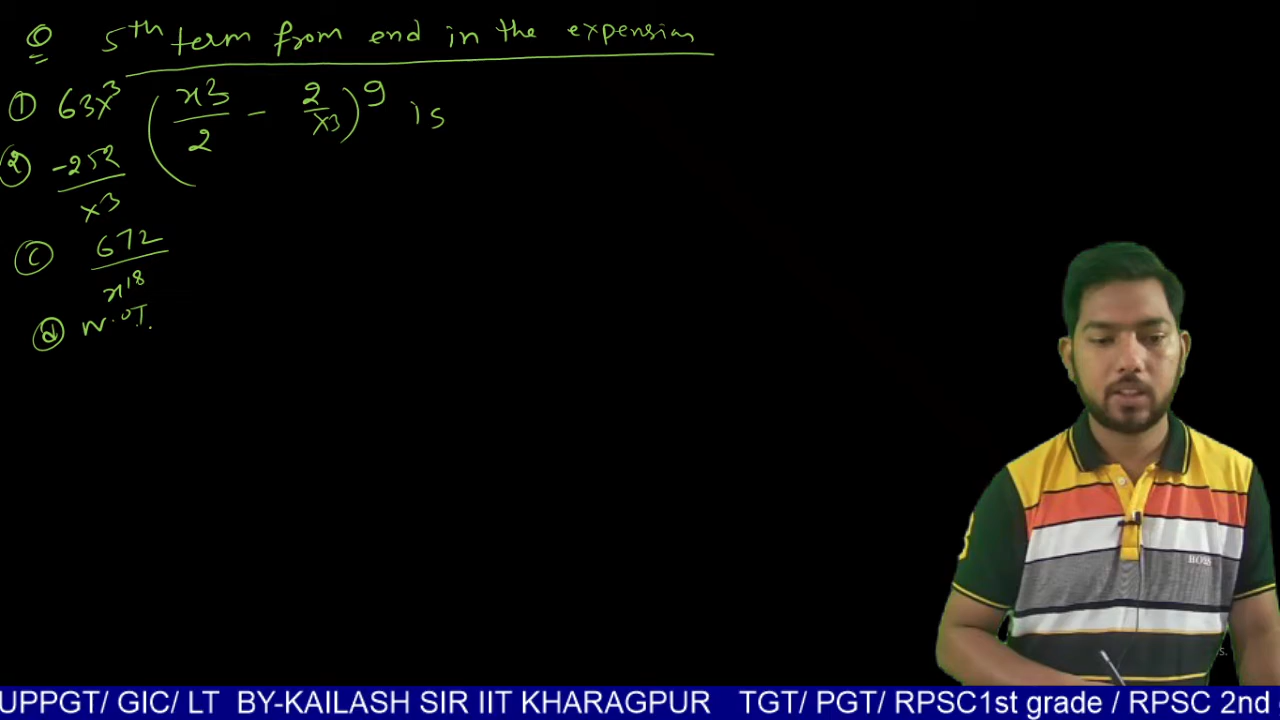 Q 5th term from end in the expension
① 63x³ (x3/2 - 2/x3)9 is
② -252/x3
Ⓒ 672/x18
ⓓ N.O.T.
BOSS
s.
UPPGT/ GIC/ LT BY-KAILASH SIR IIT KHARAGPUR TGT/ PGT/ RPSC1st grade / RPSC 2nd